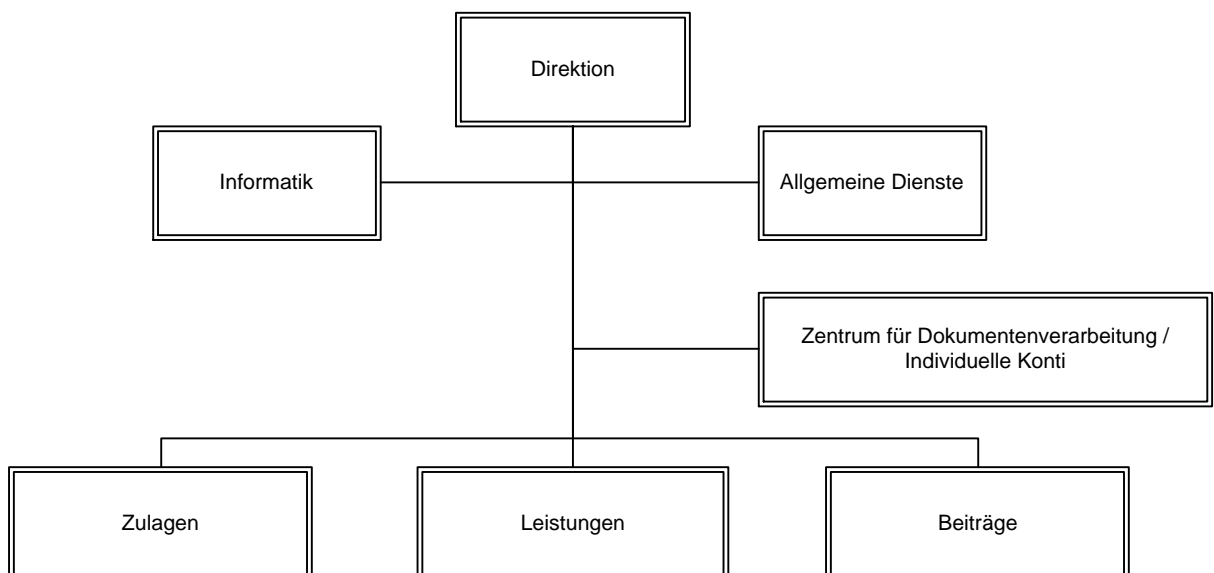 Direktion
Informatik
Allgemeine Dienste
Zentrum für Dokumentenverarbeitung /
Individuelle Konti
Zulagen
Leistungen
Beiträge